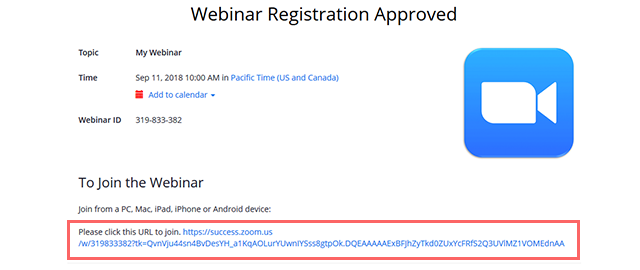 Webinar Registration Approved
Topic My Webinar
Time Sep 11, 2018 10:00 AM in Pacific Time (US and Canada)
Add to calendar
Webinar ID 319-833-382
To Join the Webinar
Join from a PC, Mac, iPad, iPhone or Android device:
Please click this URL to join. https://success.zoom.us
/w/319833382?tk=QvnVju44sn4BvDesYH_a1KqAOLurYUwnIYSss8gtpOk.DQEAAAAAExBFJhZyTkd0ZUxYcFRfS2Q3UVlMZ1VOMEdnAA